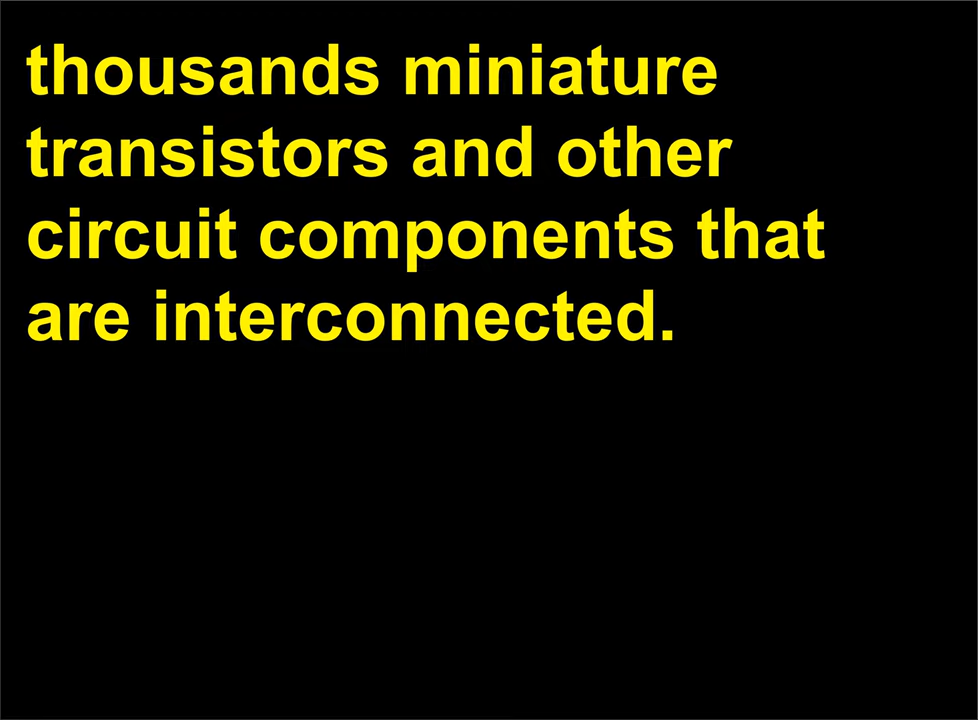 thousands miniature
transistors and other
circuit components that
are interconnected.